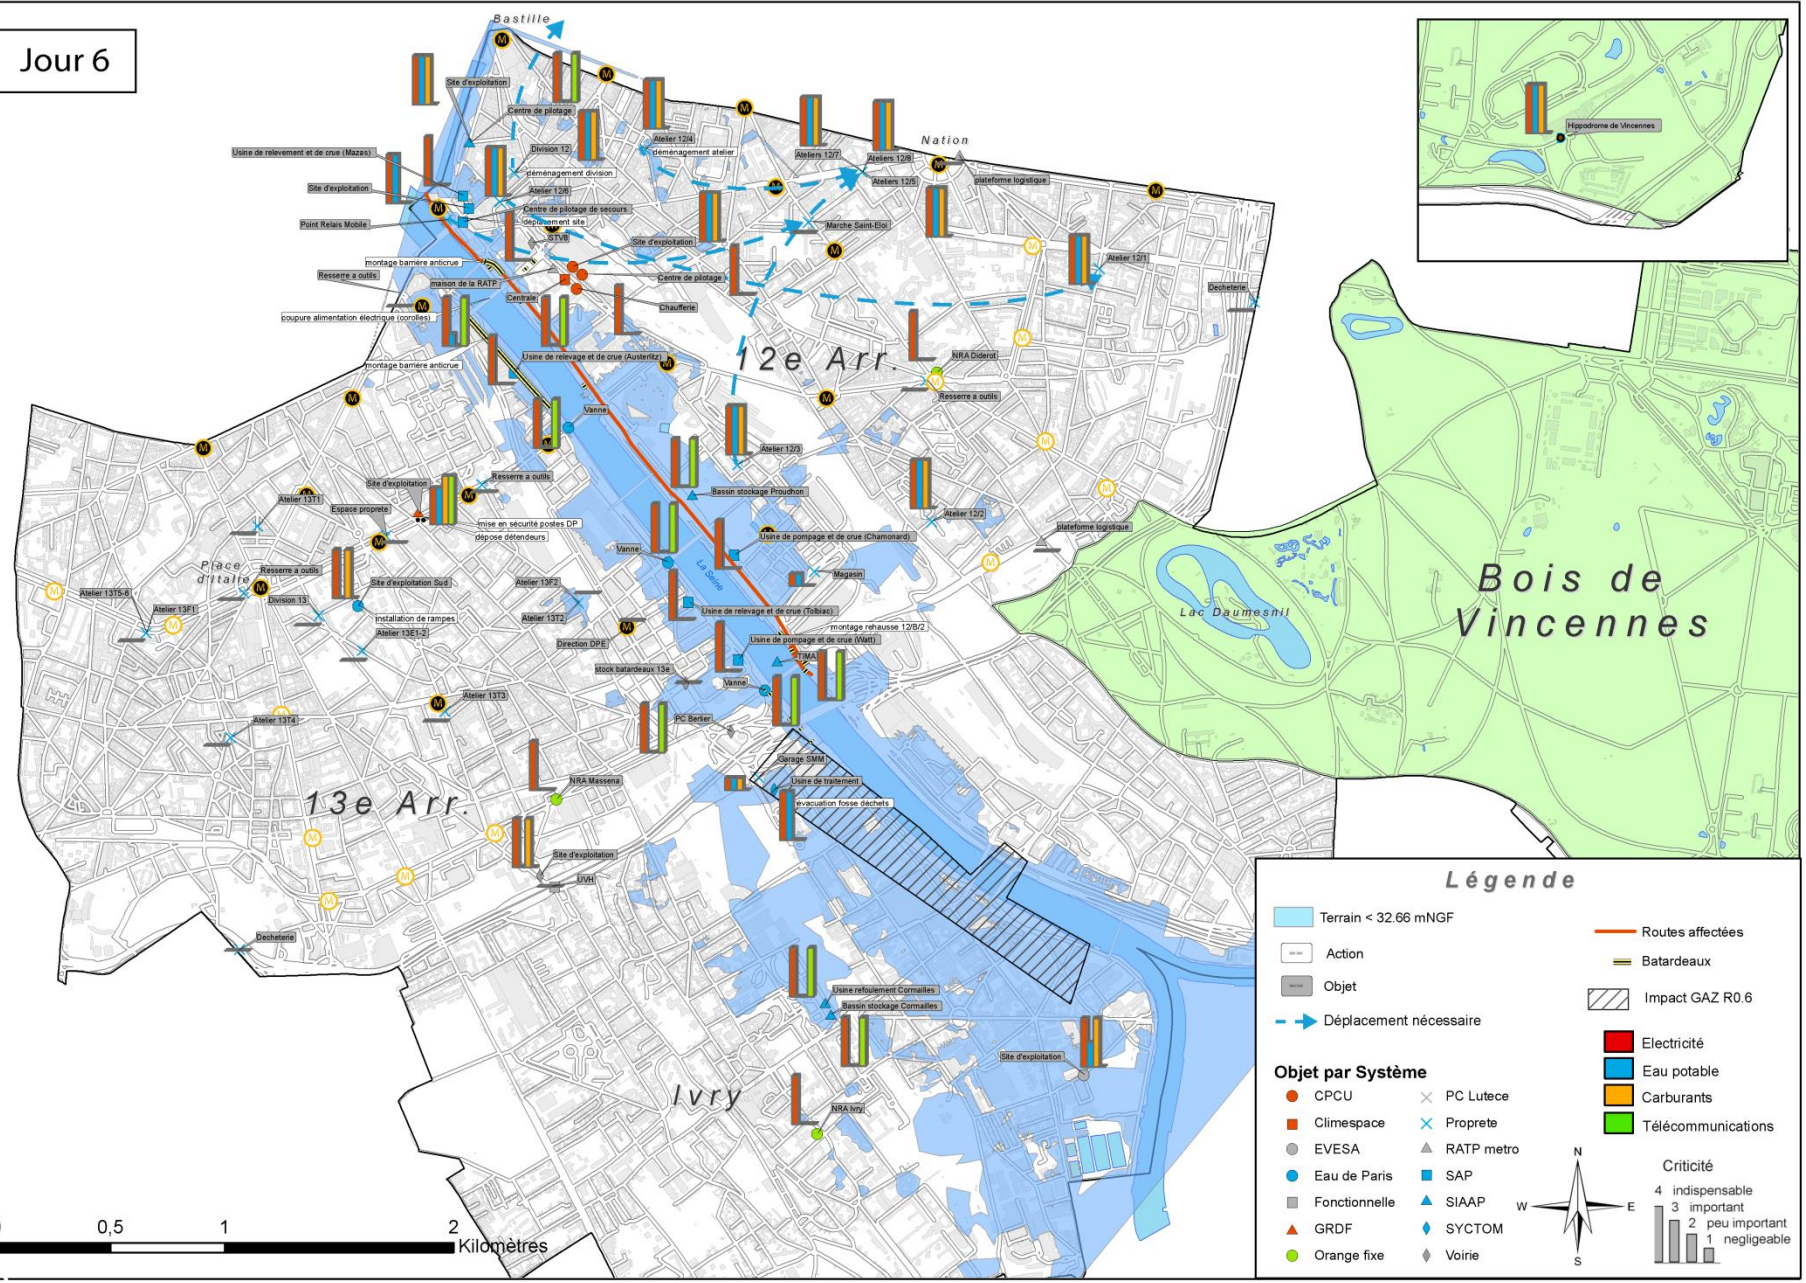 Jour 6
Bastille
Site d'exploitation
Centre de pilotage
Usine de relevement et de crue (Mazas)
Division 12
déménagement division
Atelier 12/4
déménagement atelier
Ateliers 12/7
Ateliers 12/8
Ateliers 12/5
Nation
plateforme logistique
Hippodrome de Vincennes
Site d'exploitation
Atelier 12/6
Centre de pilotage de secours
Point Relais Mobile
déplacement site
STV8
Marche Saint-Eloi
Site d'exploitation
montage barrière anticrue
Resserre a outils
maison de la RATP
Centre de pilotage
Atelier 12/1
Decheterie
Centrale
Chaufferie
coupure alimentation électrique (corolles)
Usine de relevage et de crue (Austerlitz)
montage barrière anticrue
12e Arr.
NRA Diderot
Resserre a outils
Vanne
Atelier 12/3
Resserre a outils
Site d'exploitation
Atelier 13T1
Espace proprete
Bassin stockage Proudhon
mise en sécurité postes DP
dépose détendeurs
Atelier 12/2
plateforme logistique
Usine de pompage et de crue (Chamonard)
Vanne
La Seine
Magasin
Place
d'Italie
Resserre a outils
Site d'exploitation Sud
Atelier 13F2
Atelier 13T5-6
Atelier 13F1
Division 13
installation de rampes
Atelier 13E1-2
Atelier 13T2
Usine de relevage et de crue (Tolbiac)
montage rehausse 12/B/2
Direction DPE
Usine de pompage et de crue (Watt)
TIMA
stock batardeaux 13e
Vanne
Lac Daumesnil
Bois de
Vincennes
Atelier 13T3
Atelier 13T4
PC Berlier
Garage SMM
Usine de traitement
évacuation fosse déchets
NRA Massena
13e Arr.
Site d'exploitation
UVH
Decheterie
Usine refoulement Cormailles
Bassin stockage Cormailles
Site d'exploitation
Ivry
NRA Ivry
0,5
1
2
Kilomètres
Légende
Terrain < 32.66 mNGF
Action
Objet
Déplacement nécessaire
Routes affectées
Batardeaux
Impact GAZ R0.6
Electricité
Eau potable
Carburants
Télécommunications
Objet par Système
CPCU
Climespace
EVESA
Eau de Paris
Fonctionnelle
GRDF
Orange fixe
PC Lutece
Proprete
RATP metro
SAP
SIAAP
SYCTOM
Voirie
N
W
E
S
Criticité
4 indispensable
3 important
2 peu important
1 negligeable